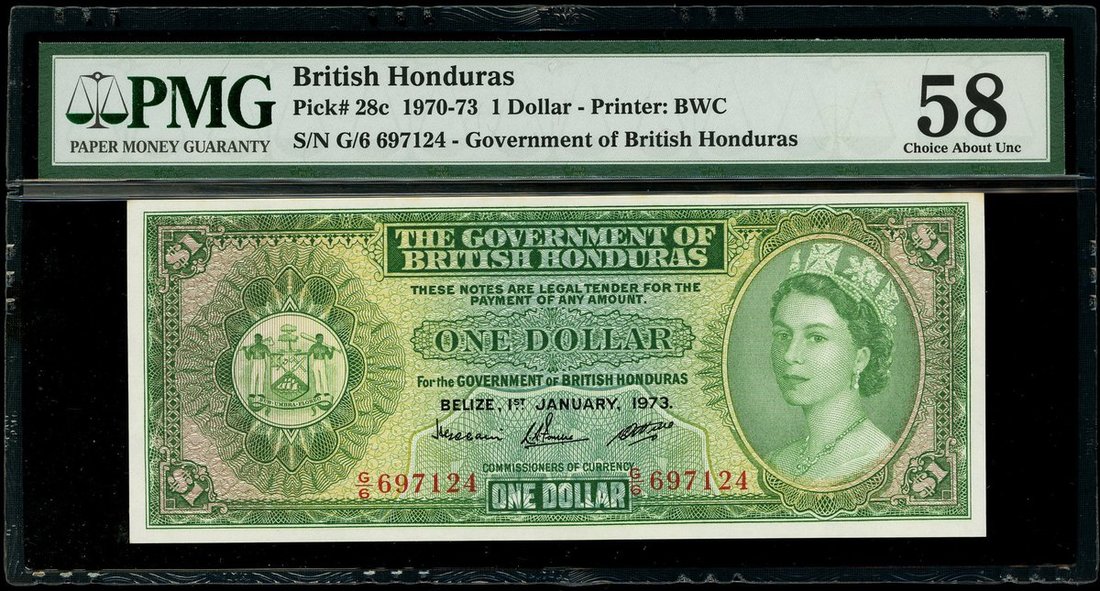 PMG
PAPER MONEY GUARANTY
British Honduras
Pick# 28c 1970-73 1 Dollar - Printer: BWC
S/N G/6 697124 - Government of British Honduras
58
Choice About Unc
$1 $1
THE GOVERNMENT OF
BRITISH HONDURAS
THESE NOTES ARE LEGAL TENDER FOR THE
PAYMENT OF ANY AMOUNT.
ONE DOLLAR
For the GOVERNMENT OF BRITISH HONDURAS
BELIZE, 1ST JANUARY, 1973.
COMMISSIONERS OF CURRENCY
G/6 697124 G/6 697124
ONE DOLLAR
$1 $1